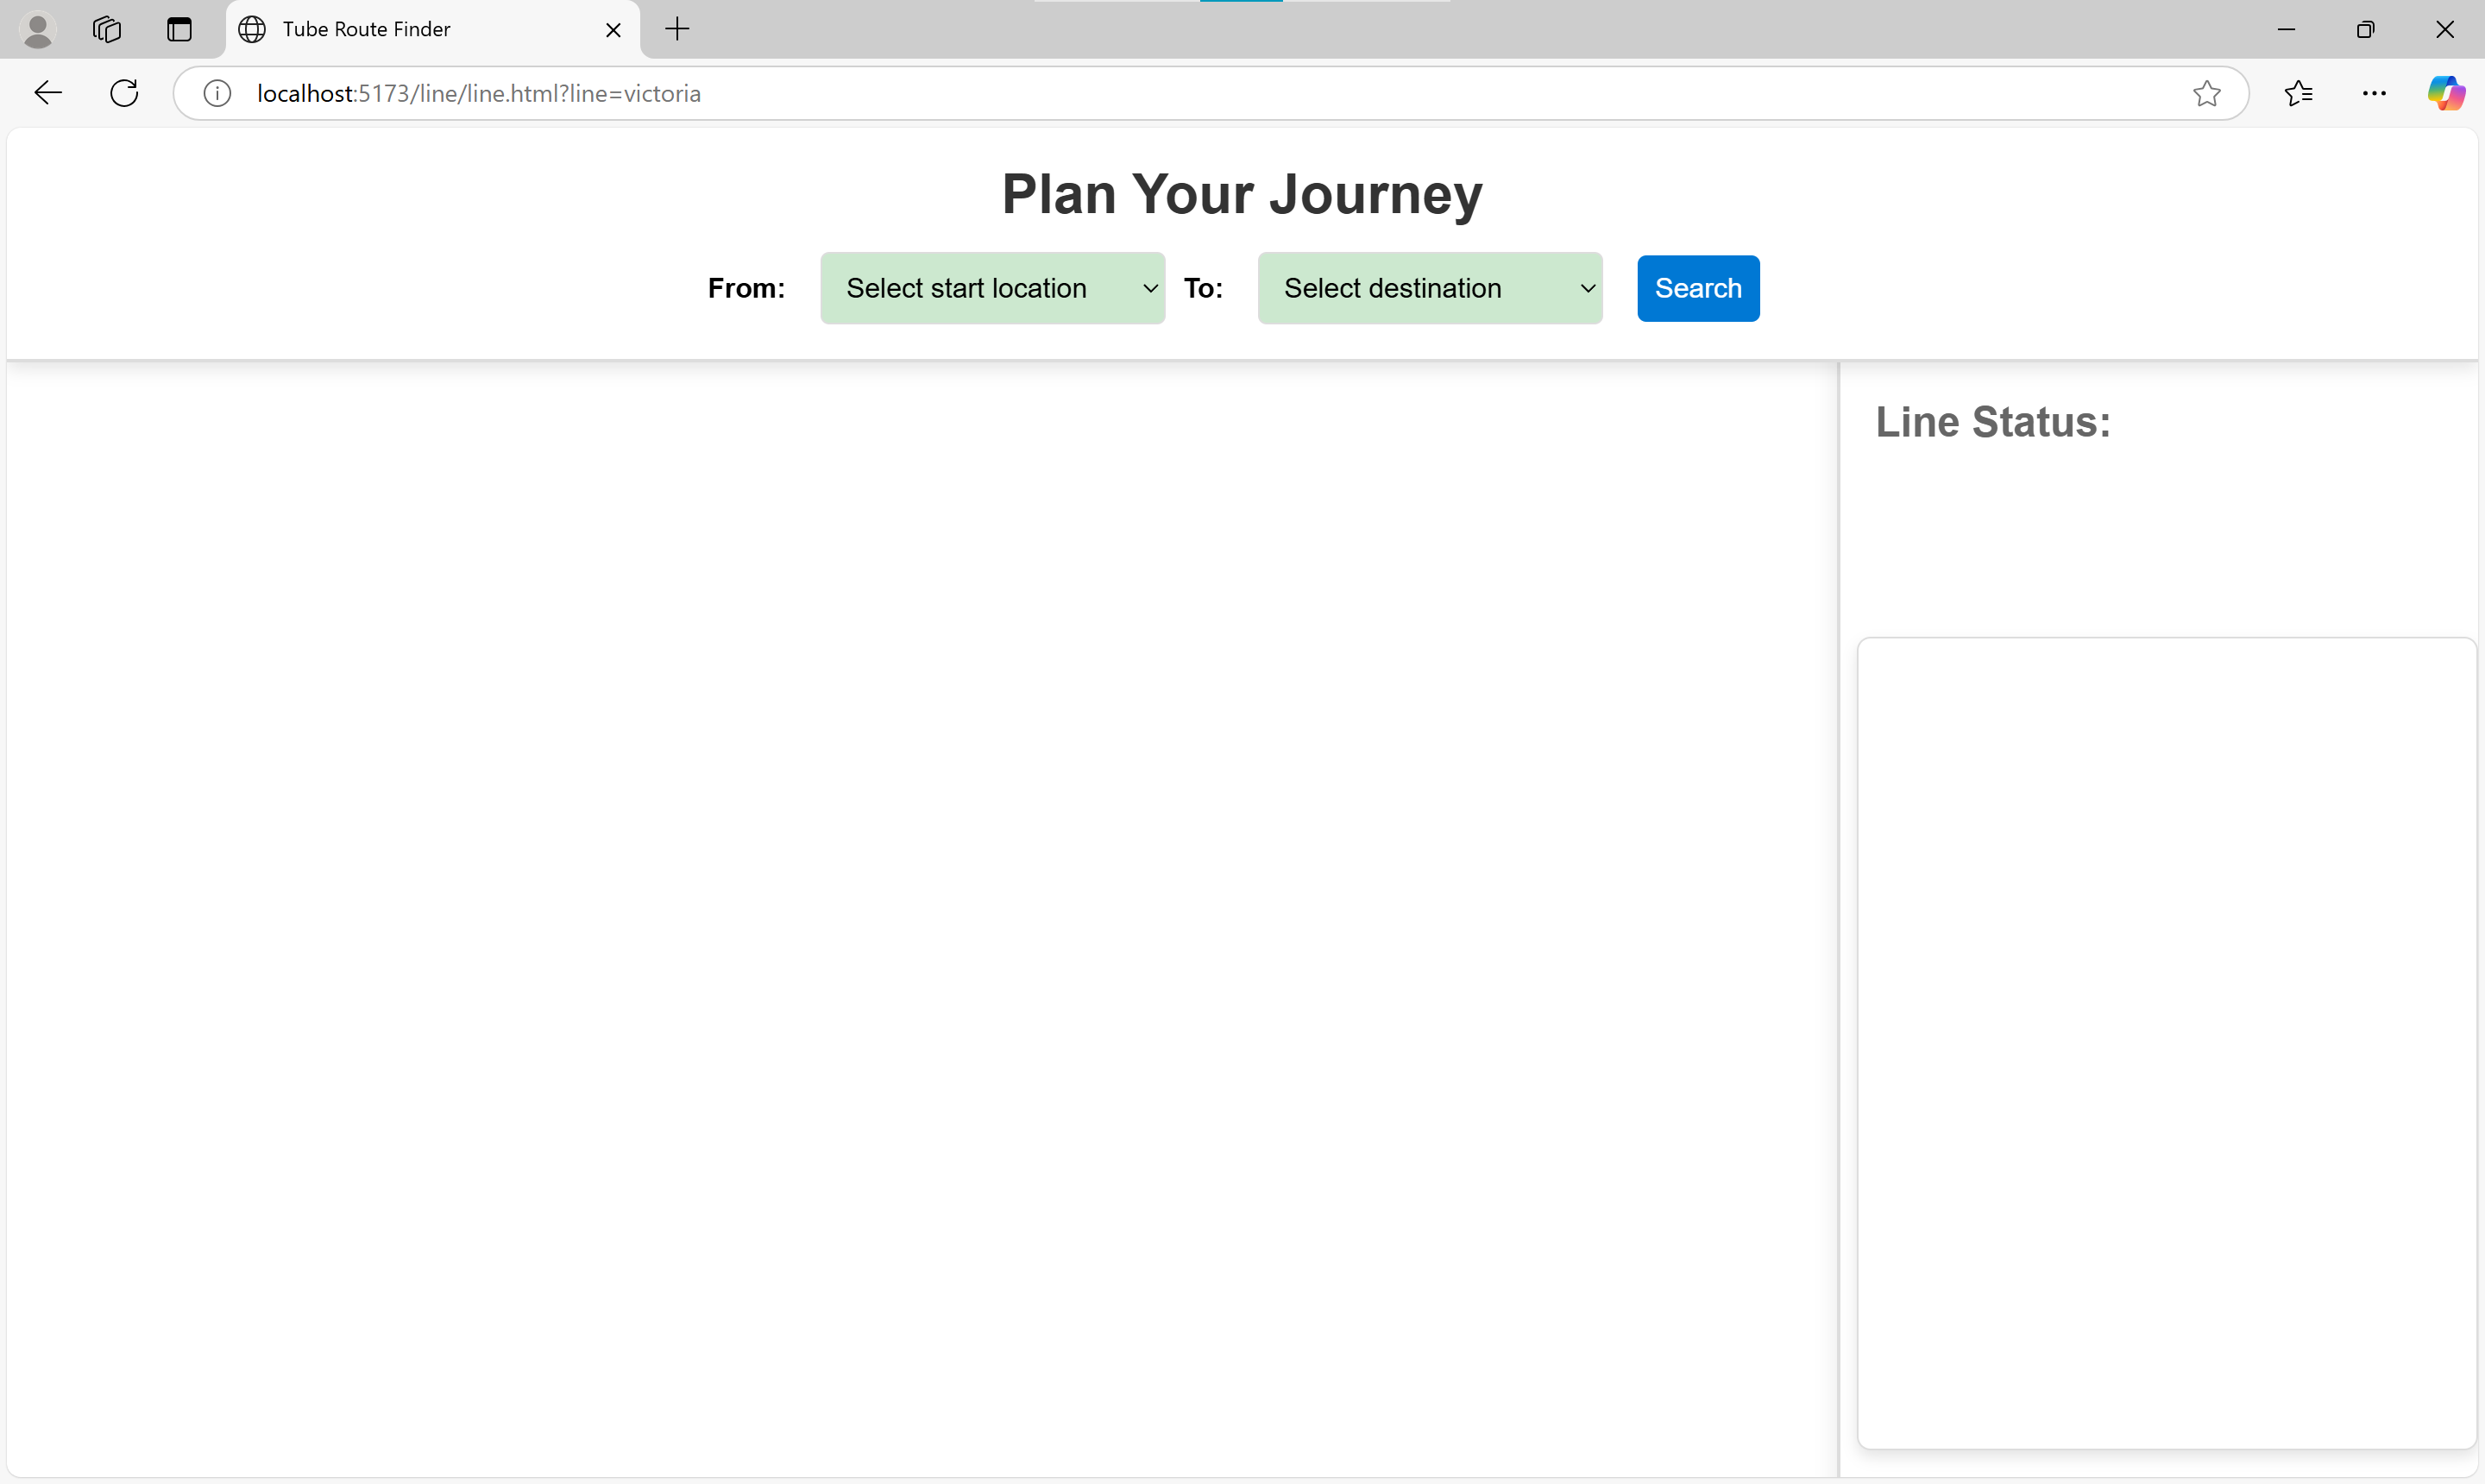 Tube Route Finder
localhost:5173/line/line.html?line=victoria
Plan Your Journey
From: Select start location To: Select destination Search
Line Status: